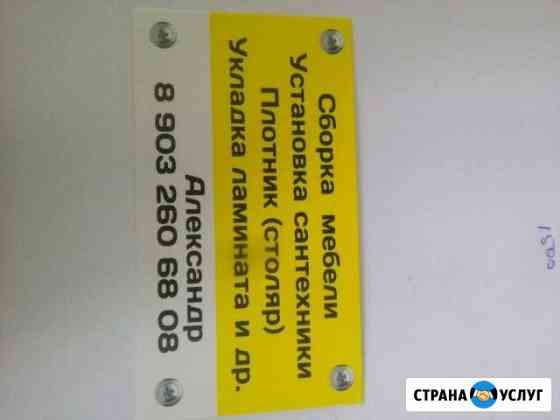 Сборка мебели
Установка сантехники
Плотник (столяр)
Укладка ламината и др.
Александр
8 903 260 68 08
СТРАНА УСЛУГ